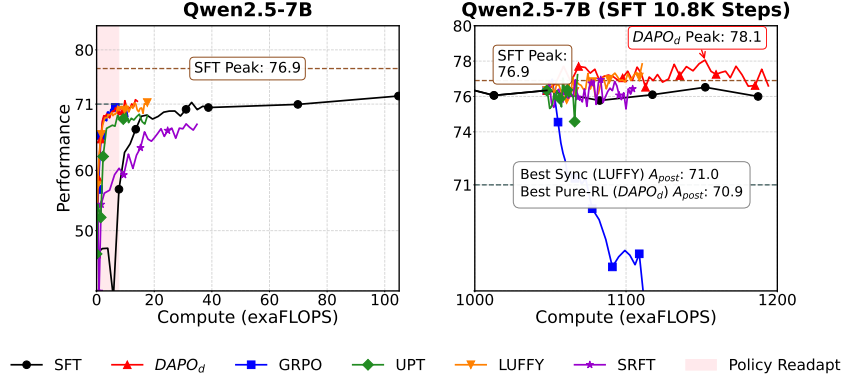 Qwen2.5-7B
Performance
80
71
60
50
SFT Peak: 76.9
0
20
40
60
80
100
Compute (exaFLOPS)
Qwen2.5-7B (SFT 10.8K Steps)
80
78
76
74
71
SFT Peak:
76.9
DAPOd Peak: 78.1
Best Sync (LUFFY) Apost: 71.0
Best Pure-RL (DAPOd) Apost: 70.9
1000
1100
1200
Compute (exaFLOPS)
SFT
DAPOd
GRPO
UPT
LUFFY
SRFT
Policy Readapt